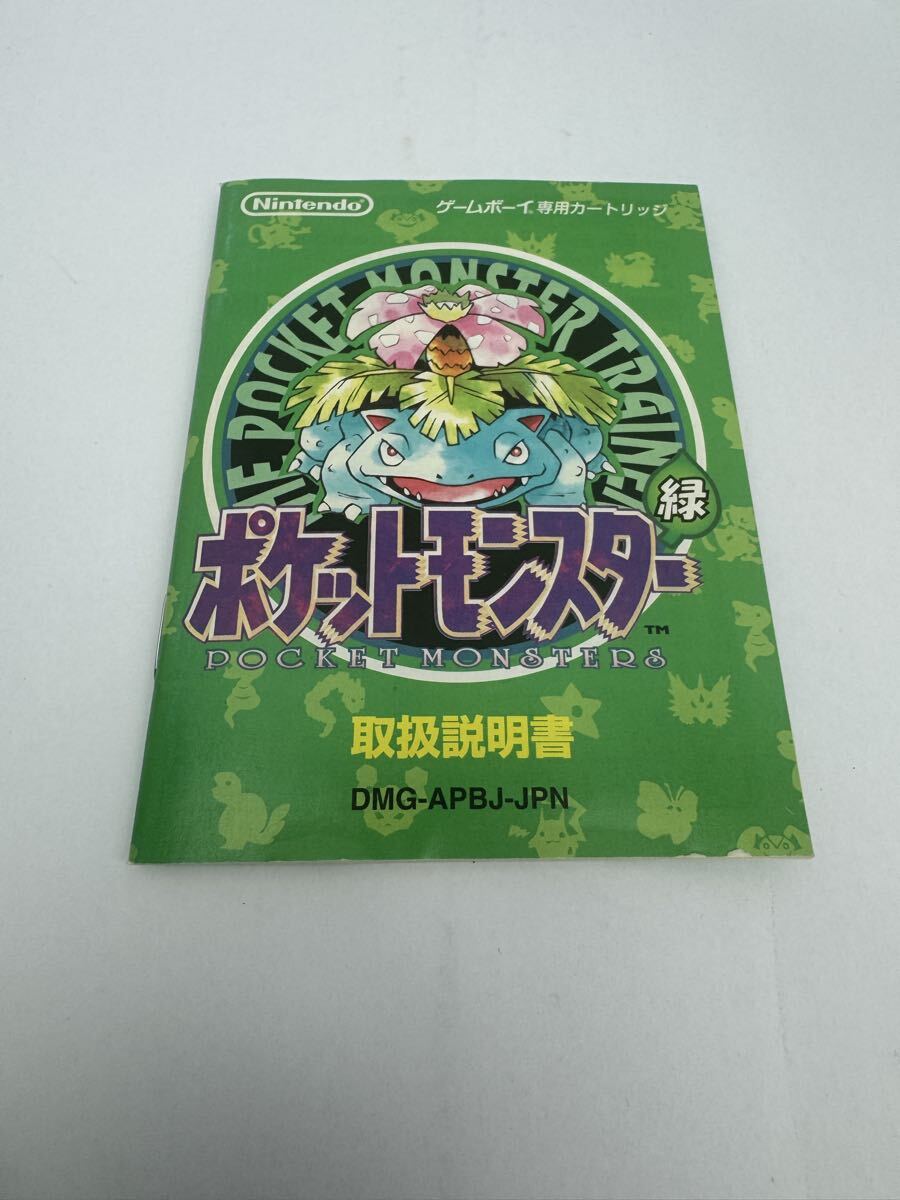 Nintendo
ゲームボーイ専用カートリッジ
THE POCKET MONSTER TRAINER
緑
ポケットモンスター
TM
POCKET MONSTERS
取扱説明書
DMG-APBJ-JPN